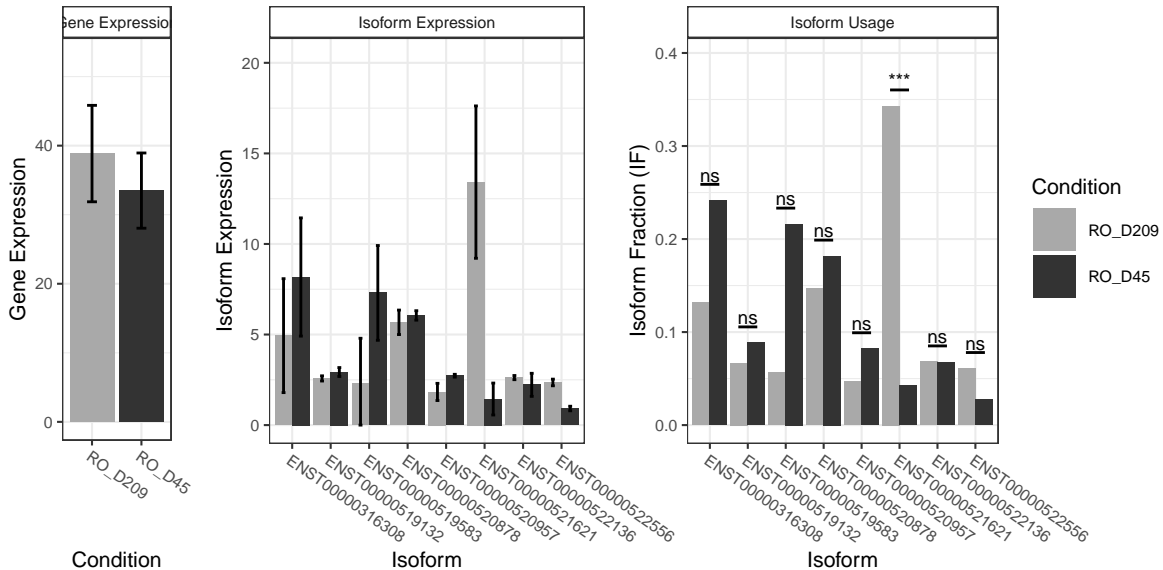 Gene Expression
Gene Expression
0
20
40
RO_D209
RO_D45
Condition
Isoform Expression
Isoform Expression
0
5
10
15
20
ENST00000316308
ENST00000519132
ENST00000519583
ENST00000520878
ENST00000520957
ENST00000521621
ENST00000522136
ENST00000522556
Isoform
Isoform Usage
Isoform Fraction (IF)
0.0
0.1
0.2
0.3
0.4
ns
ns
ns
ns
ns
***
ns
ns
ENST00000316308
ENST00000519132
ENST00000519583
ENST00000520878
ENST00000520957
ENST00000521621
ENST00000522136
ENST00000522556
Isoform
Condition
RO_D209
RO_D45